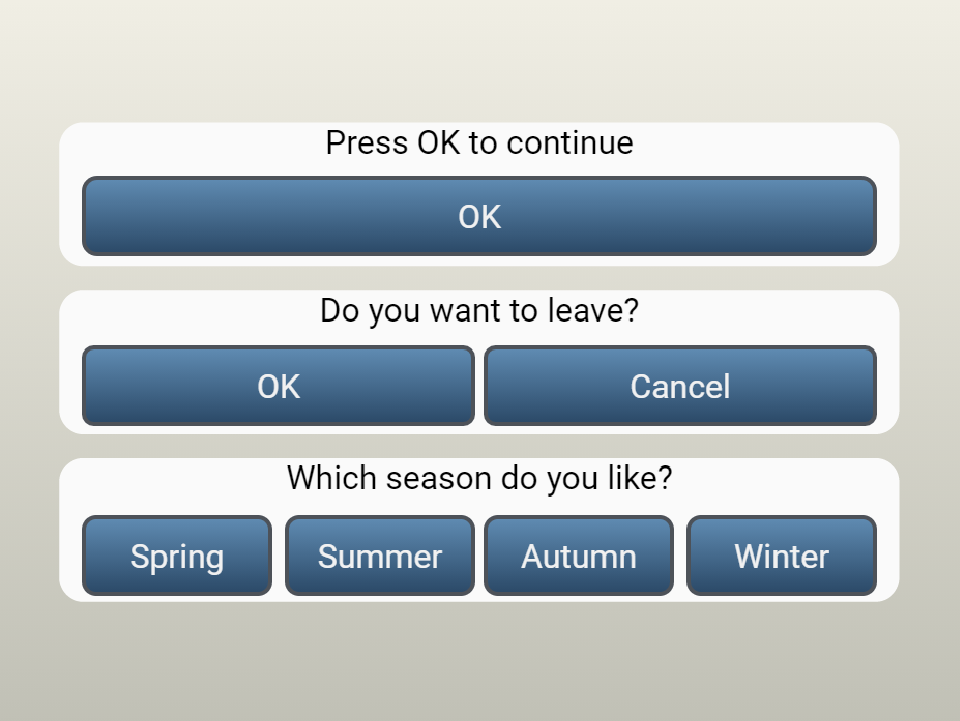 Press OK to continue
OK
Do you want to leave?
OK Cancel
Which season do you like?
Spring Summer Autumn Winter